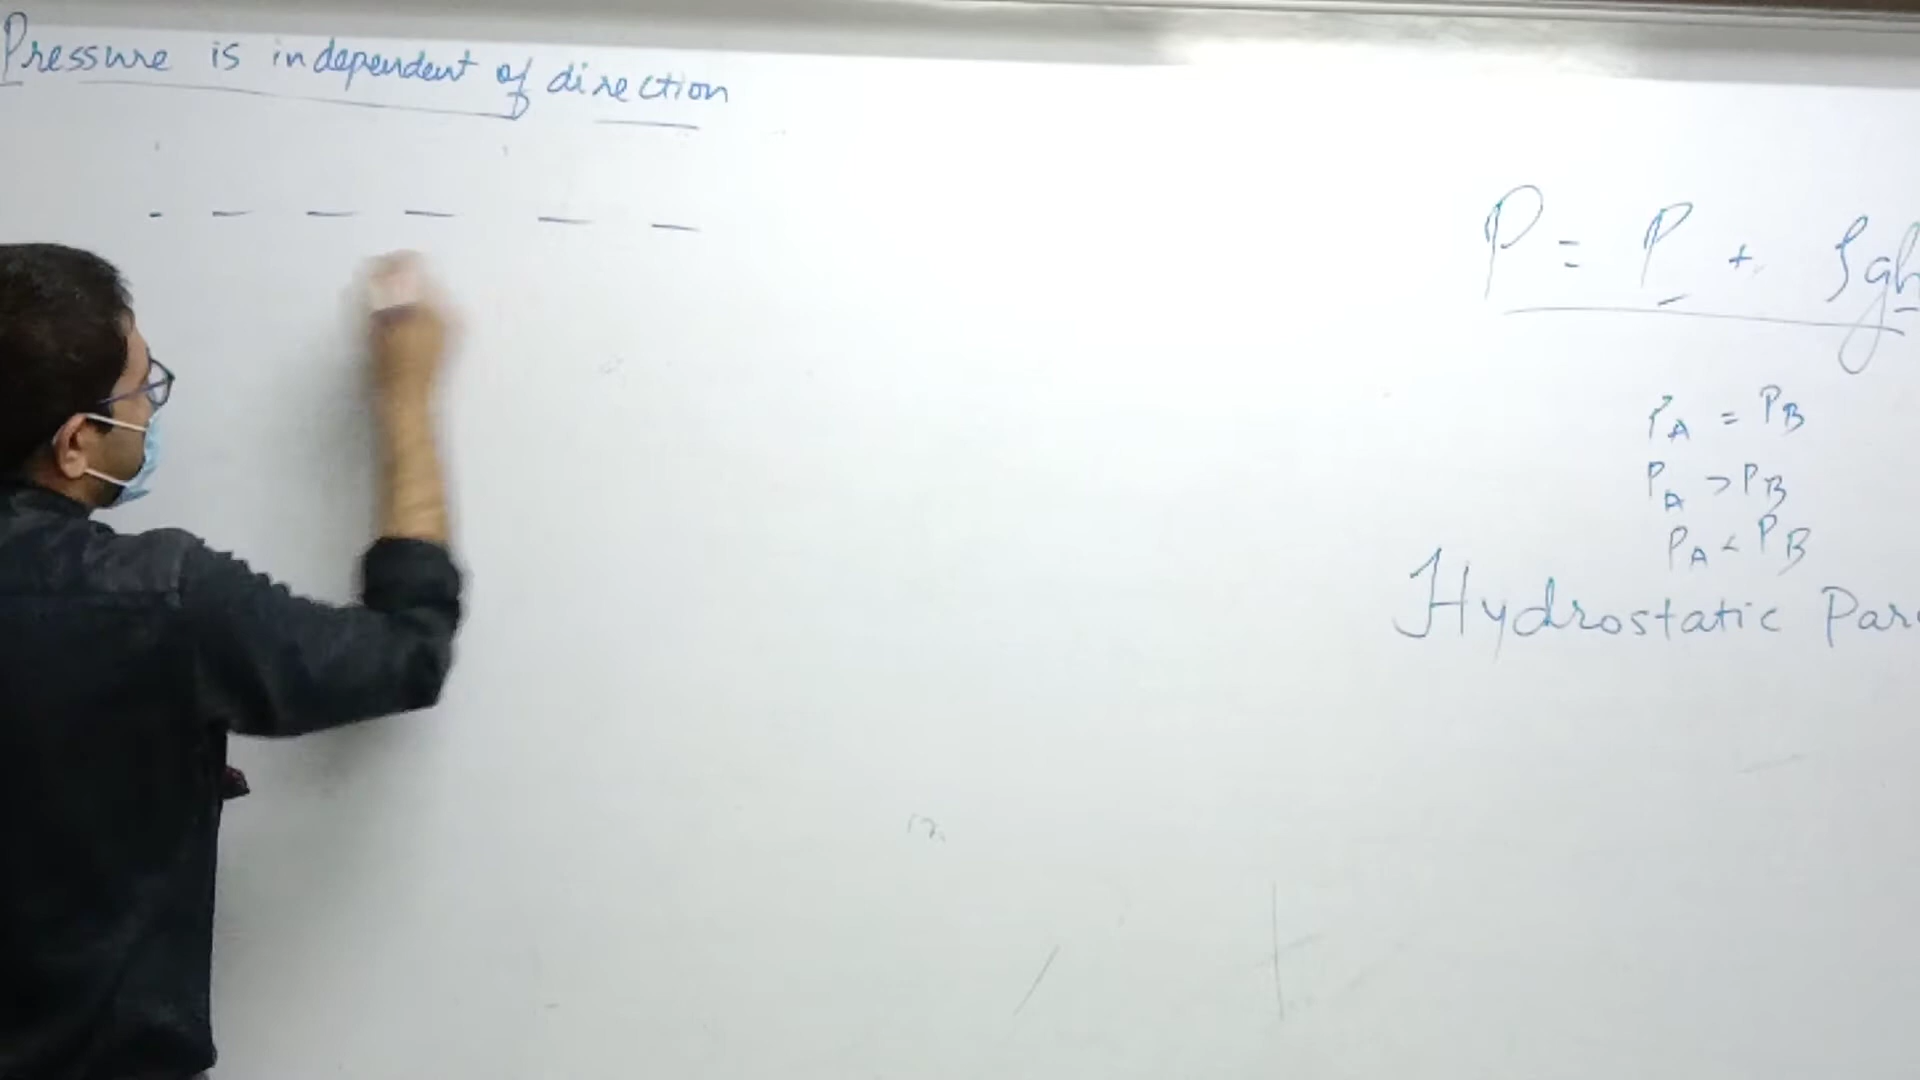 Pressure is independent of direction
P = P + ρgh
PA = PB
PA > PB
PA < PB
Hydrostatic Par